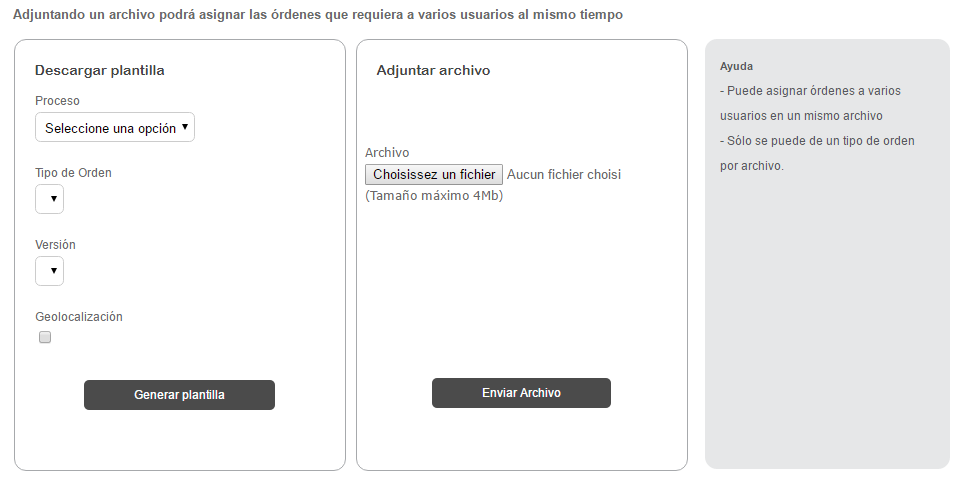 Adjuntando un archivo podrá asignar las órdenes que requiera a varios usuarios al mismo tiempo
Descargar plantilla
Proceso
Seleccione una opción
Tipo de Orden
Versión
Geolocalización
Generar plantilla
Adjuntar archivo
Archivo
Choisissez un fichier Aucun fichier choisi
(Tamaño máximo 4Mb)
Enviar Archivo
Ayuda
- Puede asignar órdenes a varios
usuarios en un mismo archivo
- Sólo se puede de un tipo de orden
por archivo.